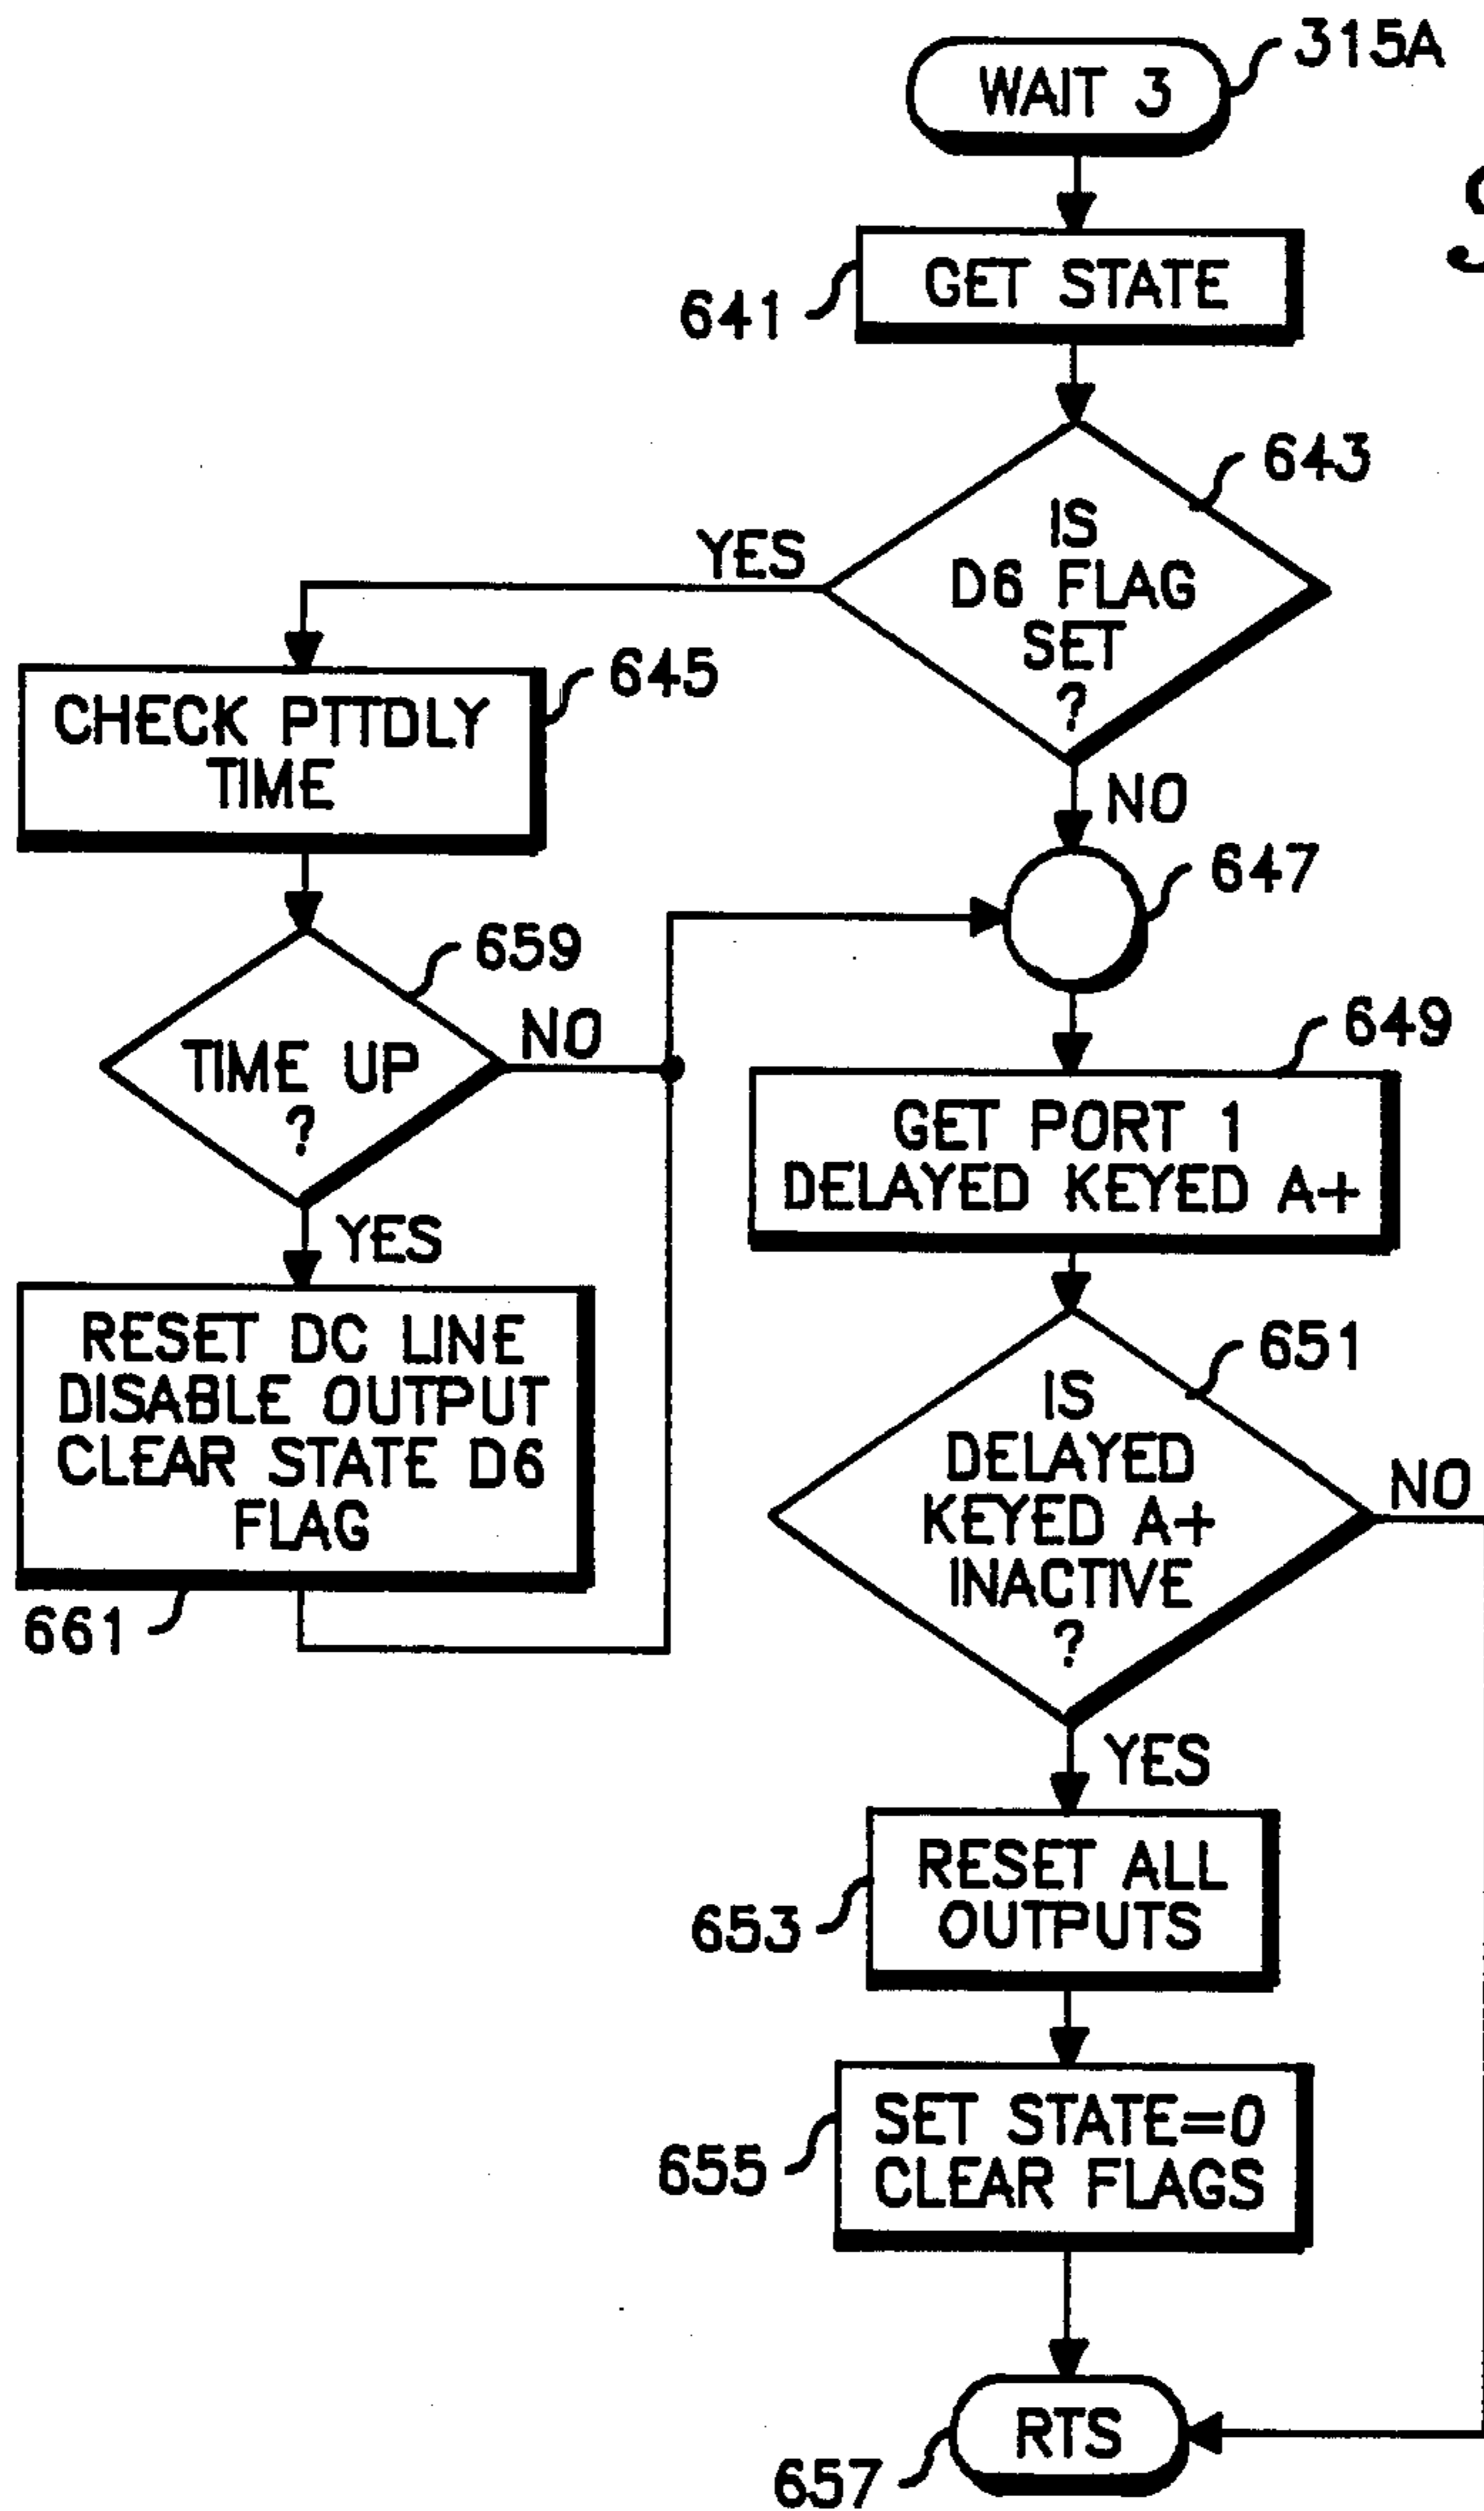 WAIT 3
315A
GET STATE
641
643
IS
D6 FLAG
SET
?
YES
NO
CHECK PTTDLY
TIME
645
647
659
TIME UP
?
NO
YES
649
GET PORT 1
DELAYED KEYED A+
RESET DC LINE
DISABLE OUTPUT
CLEAR STATE D6
FLAG
661
651
IS
DELAYED
KEYED A+
INACTIVE
?
NO
YES
RESET ALL
OUTPUTS
653
SET STATE=0
CLEAR FLAGS
655
RTS
657